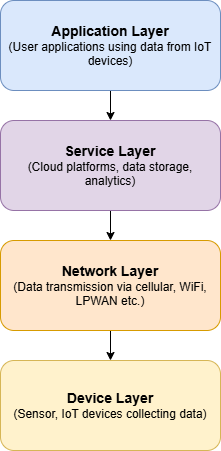 Application Layer
(User applications using data from IoT
devices)
Service Layer
(Cloud platforms, data storage,
analytics)
Network Layer
(Data transmission via cellular, WiFi,
LPWAN etc.)
Device Layer
(Sensor, IoT devices collecting data)